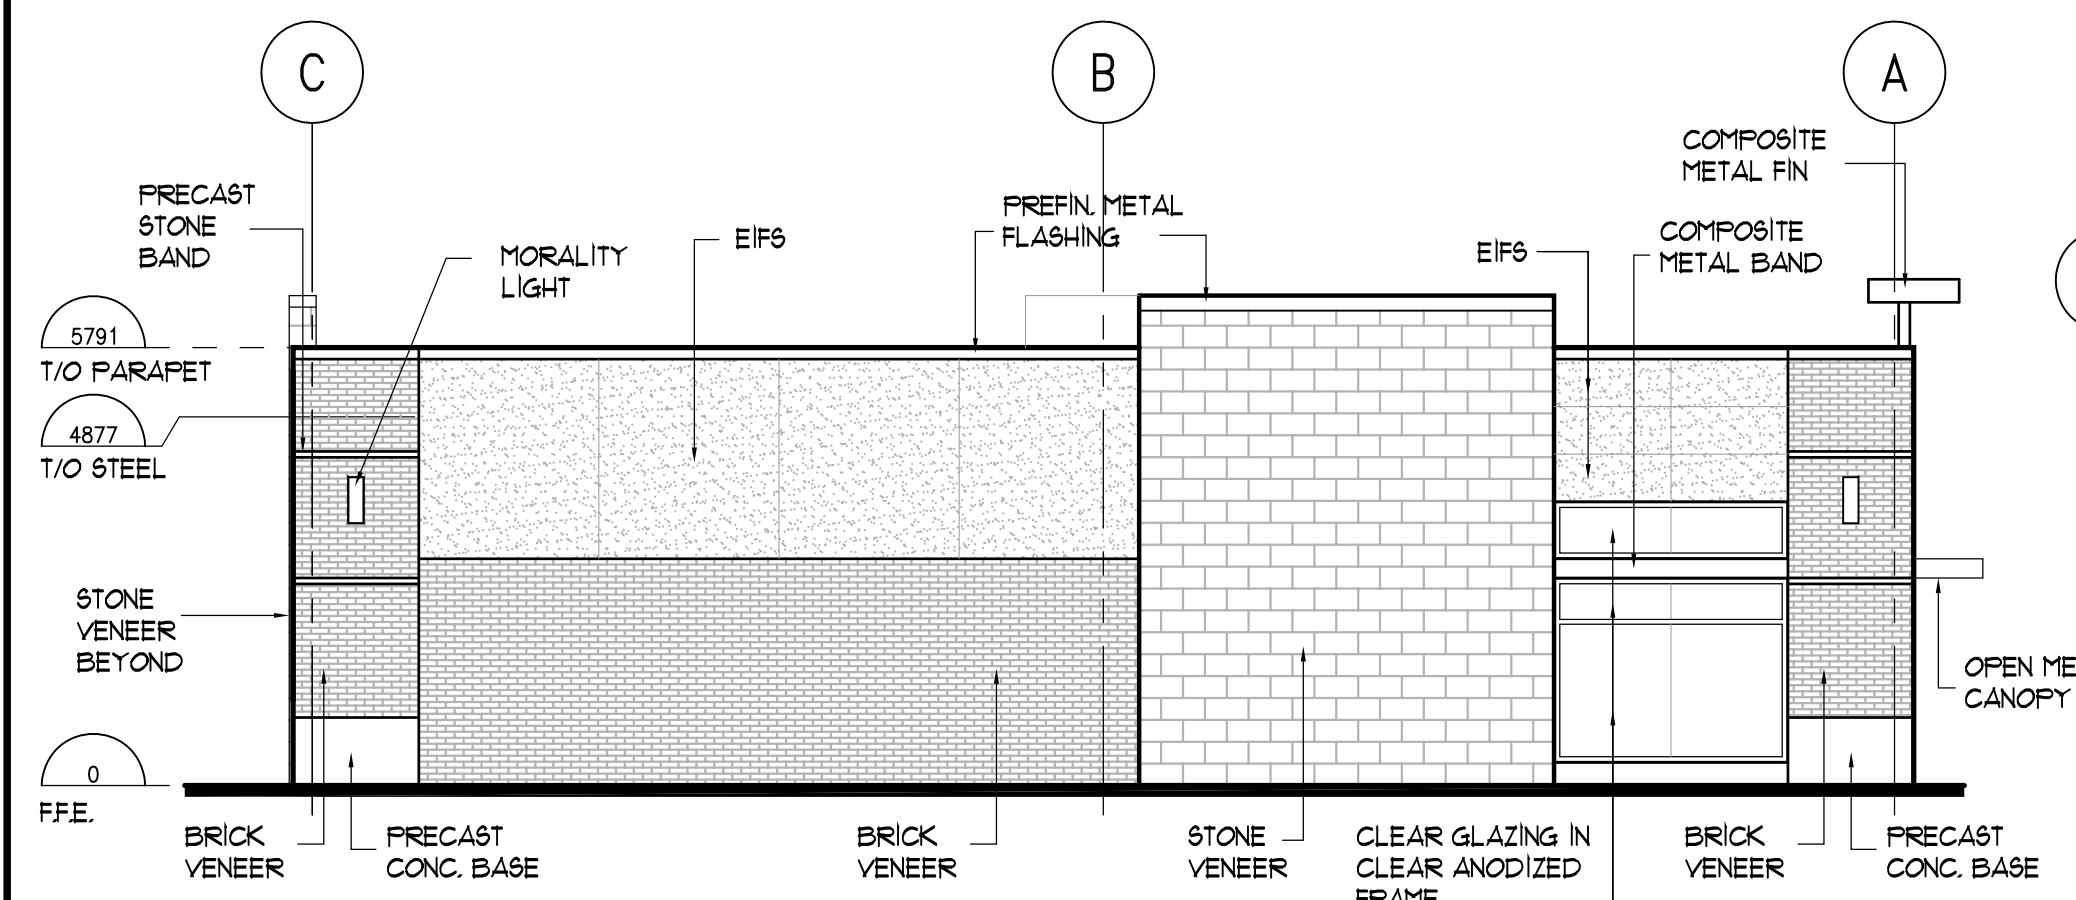 C
B
A
COMPOSITE
METAL FIN
PRECAST
STONE
BAND
PREFIN. METAL
FLASHING
EIFS
MORALITY
LIGHT
EIFS
COMPOSITE
METAL BAND
5791
T/O PARAPET
4877
T/O STEEL
STONE
VENEER
BEYOND
OPEN ME
CANOPY
0
F.F.E.
BRICK
VENEER
PRECAST
CONC. BASE
BRICK
VENEER
STONE
VENEER
CLEAR GLAZING IN
CLEAR ANODIZED
FRAME
BRICK
VENEER
PRECAST
CONC. BASE